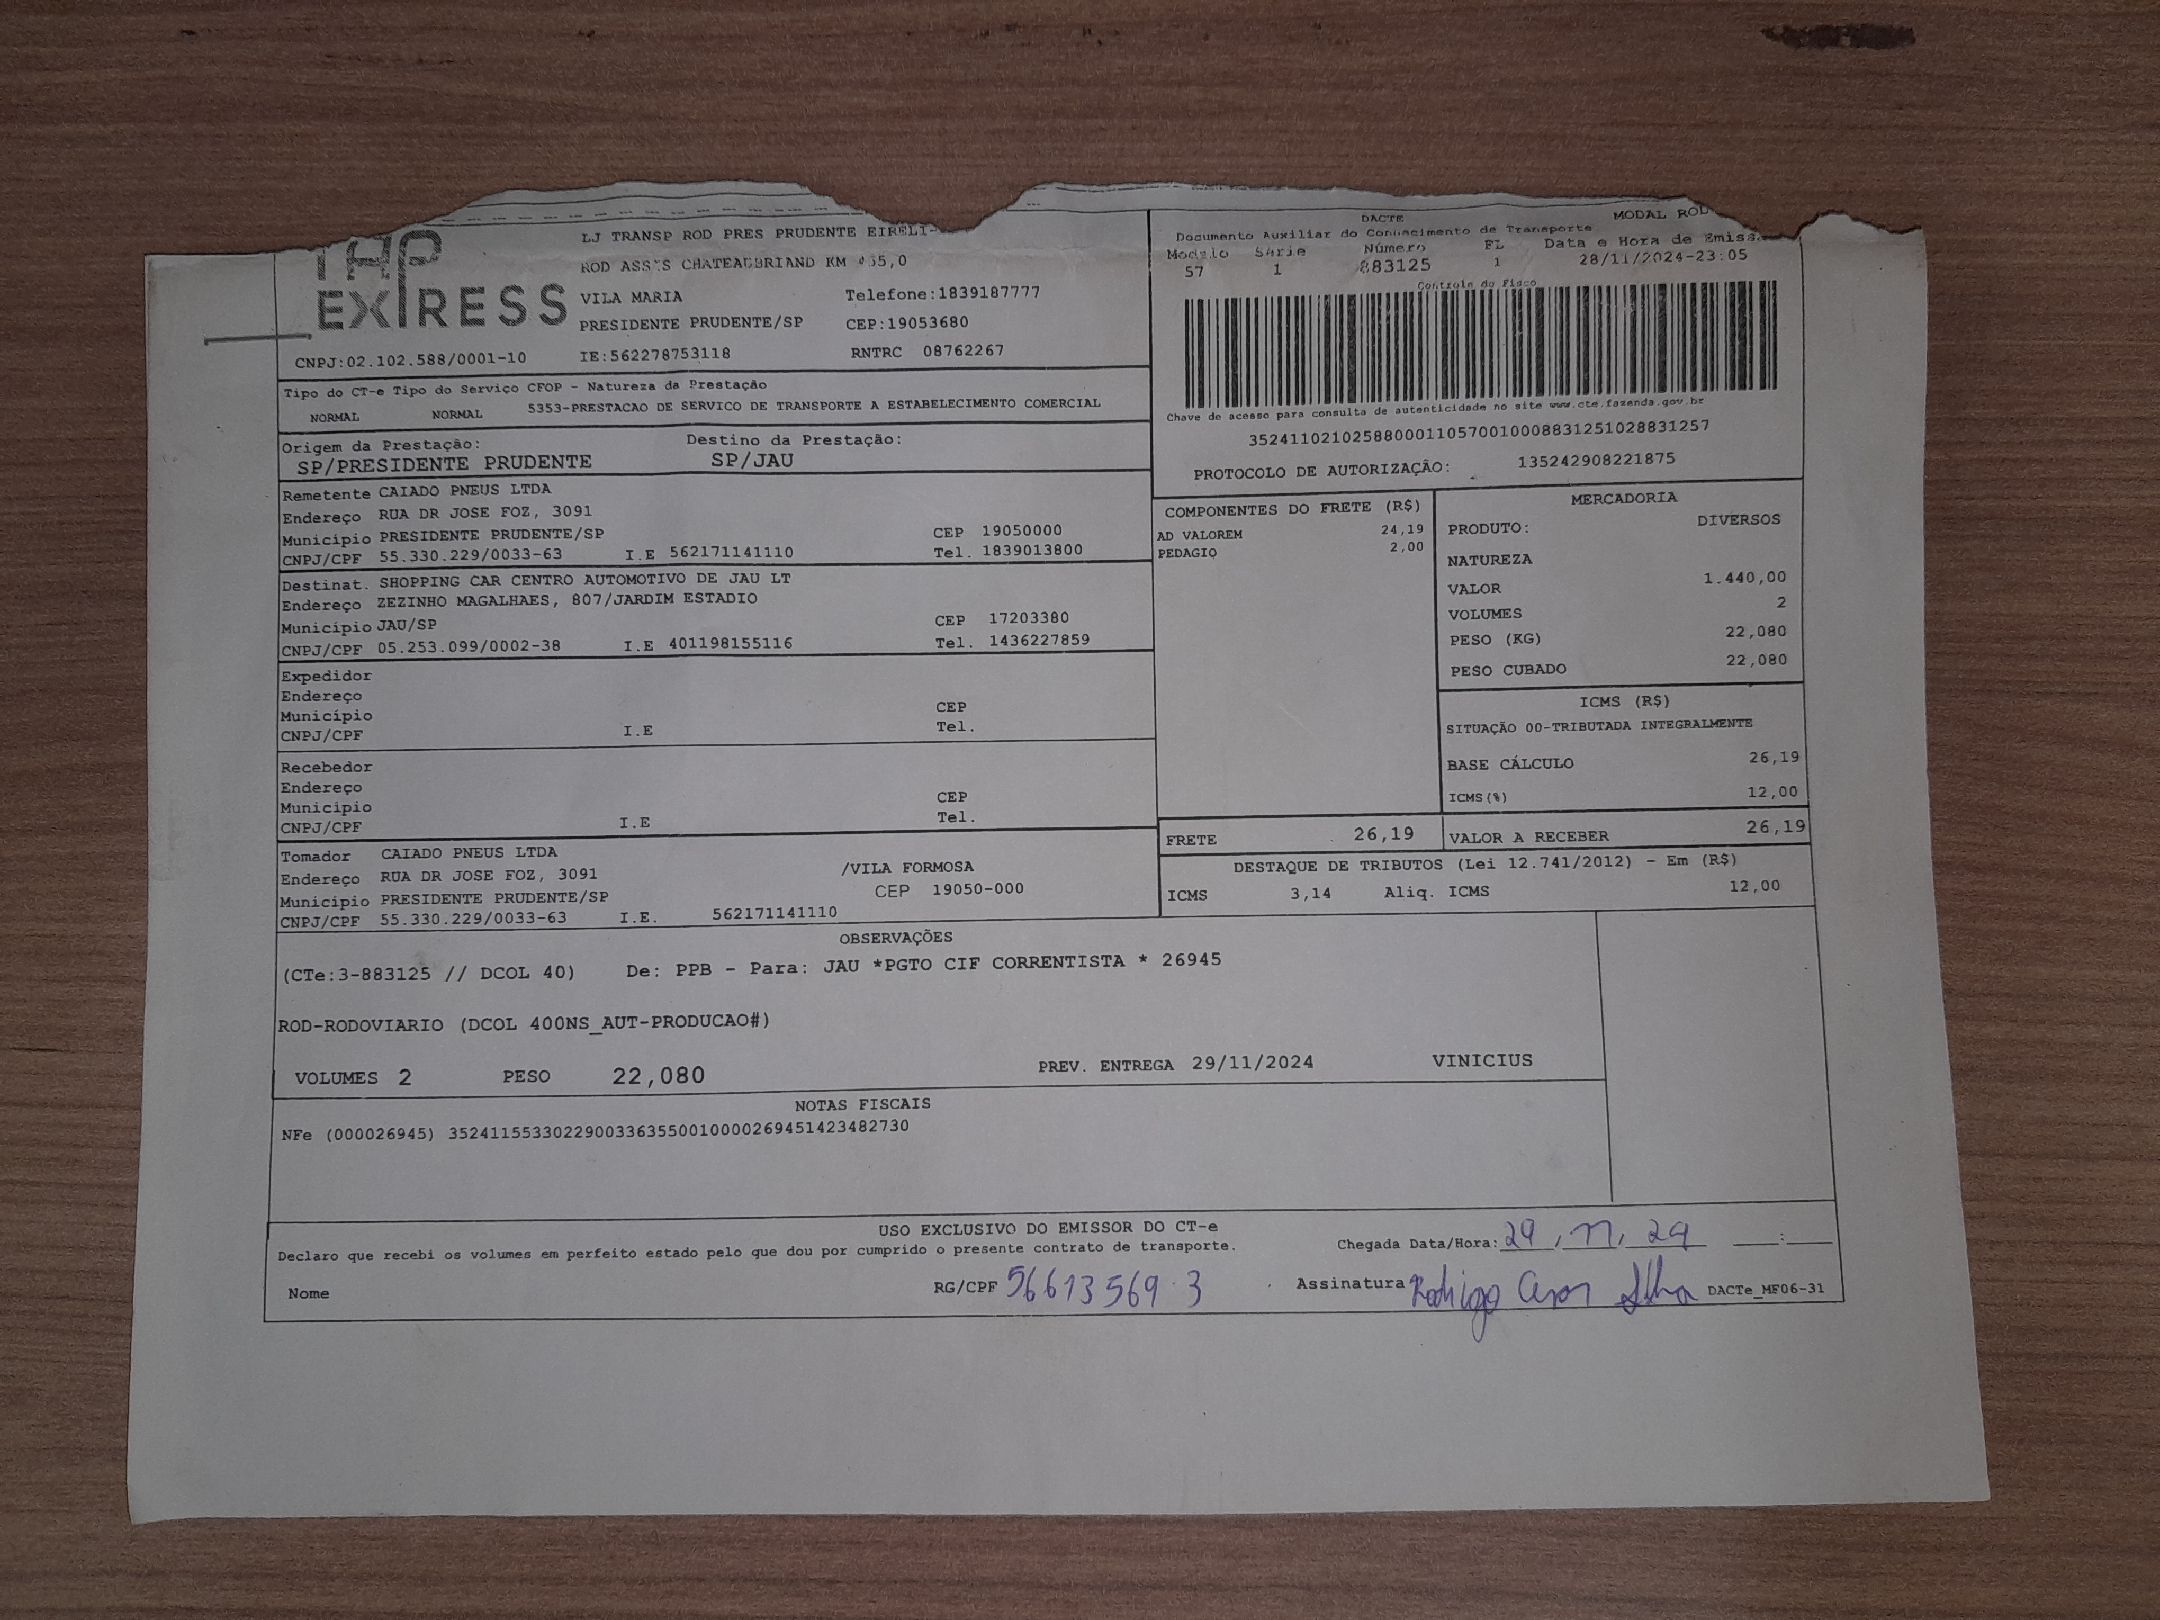 EXPRESS
LJ TRANSP ROD PRES PRUDENTE EIRELI-
ROD ASSIS CHATEAUBRIAND KM 455,0
VILA MARIA Telefone:1839187777
PRESIDENTE PRUDENTE/SP CEP:19053680
CNPJ:02.102.588/0001-10 IE:562278753118 RNTRC 08762267
DACTE MODAL ROD
Documento Auxiliar do Conhecimento de Transporte
Modelo Série Número FL Data e Hora de Emiss
57 1 883125 1 28/11/2024-23:05
Controle do Fisco
Chave de acesso para consulta de autenticidade no site www.cte.fazenda.gov.br
35241102102588000110570010008831251028831257
PROTOCOLO DE AUTORIZAÇÃO: 135242908221875
Tipo do CT-e Tipo do Serviço CFOP - Natureza da Prestação
NORMAL NORMAL 5353-PRESTACAO DE SERVICO DE TRANSPORTE A ESTABELECIMENTO COMERCIAL
Origem da Prestação: Destino da Prestação:
SP/PRESIDENTE PRUDENTE SP/JAU
Remetente CAIADO PNEUS LTDA
Endereço RUA DR JOSE FOZ, 3091
Município PRESIDENTE PRUDENTE/SP CEP 19050000
CNPJ/CPF 55.330.229/0033-63 I.E 562171141110 Tel. 1839013800
Destinat. SHOPPING CAR CENTRO AUTOMOTIVO DE JAU LT
Endereço ZEZINHO MAGALHAES, 807/JARDIM ESTADIO
Município JAU/SP CEP 17203380
CNPJ/CPF 05.253.099/0002-38 I.E 401198155116 Tel. 1436227859
Expedidor
Endereço
Município CEP
CNPJ/CPF I.E Tel.
Recebedor
Endereço
Municipio CEP
CNPJ/CPF I.E Tel.
Tomador CAIADO PNEUS LTDA
Endereço RUA DR JOSE FOZ, 3091 /VILA FORMOSA
Municipio PRESIDENTE PRUDENTE/SP CEP 19050-000
CNPJ/CPF 55.330.229/0033-63 I.E. 562171141110
COMPONENTES DO FRETE (R$)
AD VALOREM 24,19
PEDAGIO 2,00
MERCADORIA
PRODUTO: DIVERSOS
NATUREZA
VALOR 1.440,00
VOLUMES 2
PESO (KG) 22,080
PESO CUBADO 22,080
ICMS (R$)
SITUAÇÃO 00-TRIBUTADA INTEGRALMENTE
BASE CÁLCULO 26,19
ICMS(%) 12,00
FRETE 26,19 VALOR A RECEBER 26,19
DESTAQUE DE TRIBUTOS (Lei 12.741/2012) - Em (R$)
ICMS 3,14 Aliq. ICMS 12,00
OBSERVAÇÕES
(CTe:3-883125 // DCOL 40) De: PPB - Para: JAU *PGTO CIF CORRENTISTA * 26945
ROD-RODOVIARIO (DCOL 400NS_AUT-PRODUCAO#)
VOLUMES 2 PESO 22,080 PREV. ENTREGA 29/11/2024 VINICIUS
NOTAS FISCAIS
NFe (000026945) 35241155330229003363550010000269451423482730
USO EXCLUSIVO DO EMISSOR DO CT-e
Declaro que recebi os volumes em perfeito estado pelo que dou por cumprido o presente contrato de transporte. Chegada Data/Hora: 29, 11, 24 :
Nome RG/CPF 56613569 3 Assinatura Rodrigo Silva DACTe_MF06-31